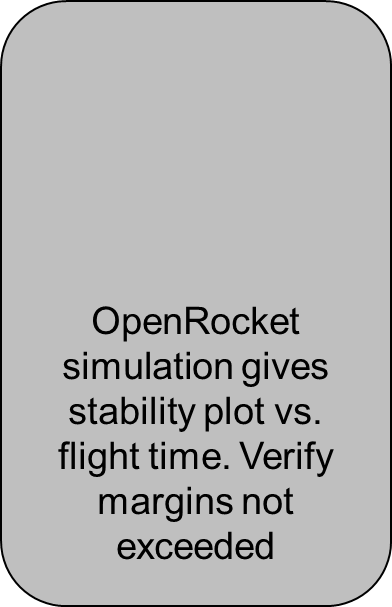 OpenRocket
simulation gives
stability plot vs.
flight time. Verify
margins not
exceeded